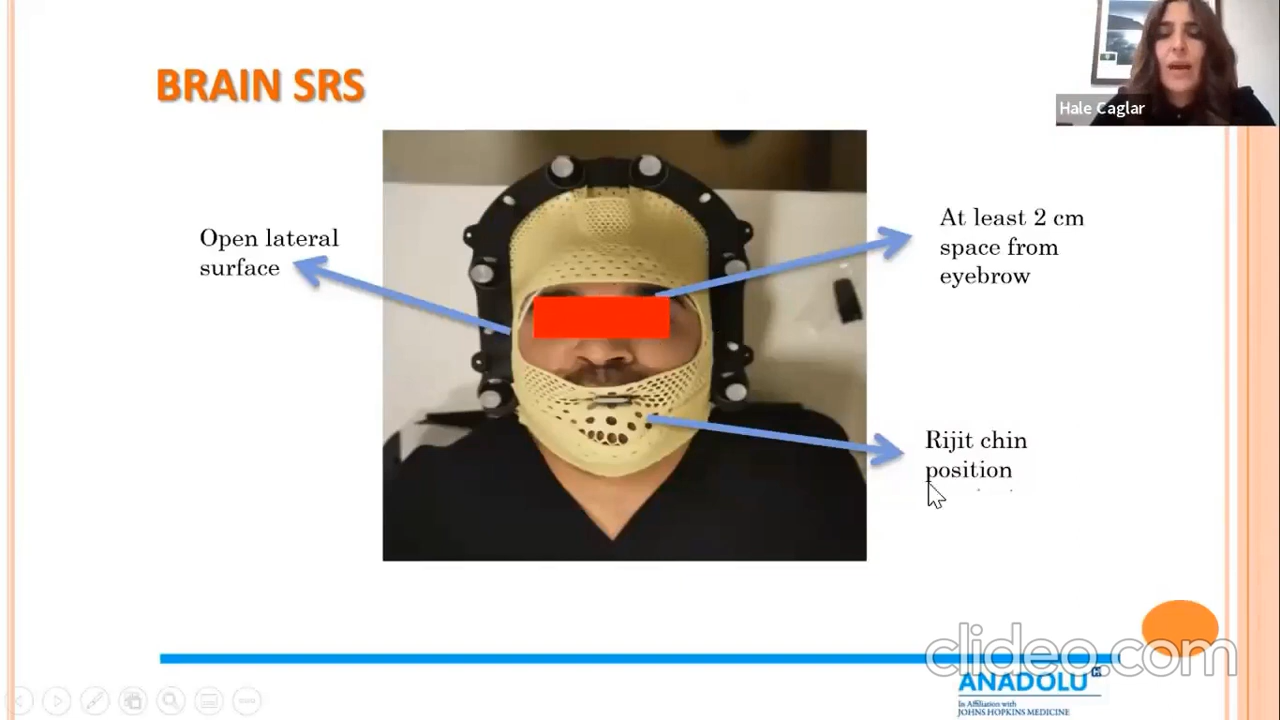 BRAIN SRS
Hale Caglar
Open lateral
surface
At least 2 cm
space from
eyebrow
Rijit chin
position
clideo.com
ANADOLU
In Affiliation with
JOHNS HOPKINS MEDICINE